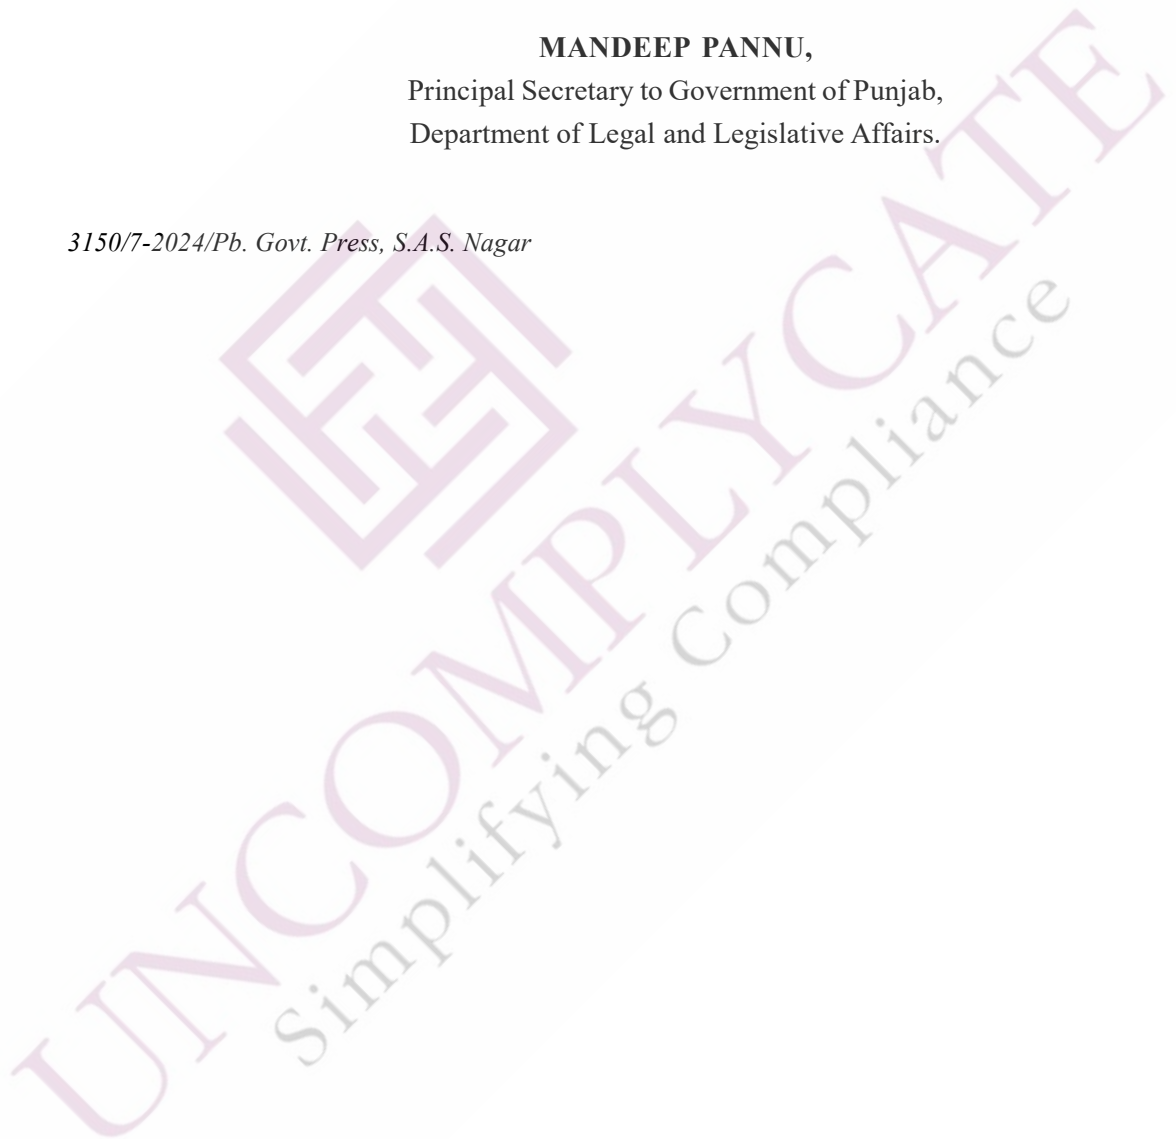 MANDEEP PANNU,
Principal Secretary to Government of Punjab,
Department of Legal and Legislative Affairs.
3150/7-2024/Pb. Govt. Press, S.A.S. Nagar
UNCOMPLYCATE
Simplifying Compliance